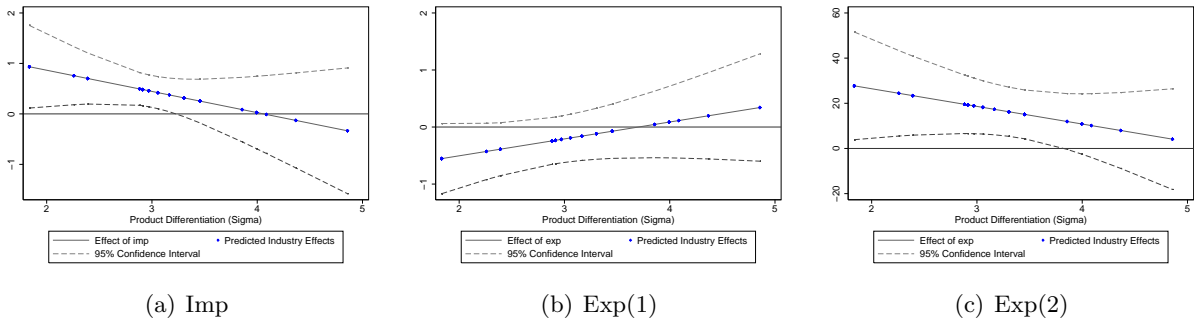 2
1
0
−1
2 3 4 5
Product Differentiation (Sigma)
Effect of imp Predicted Industry Effects
95% Confidence Interval
(a) Imp
2
1
0
−1
2 3 4 5
Product Differentiation (Sigma)
Effect of exp Predicted Industry Effects
95% Confidence Interval
(b) Exp(1)
60
40
20
0
−20
2 3 4 5
Product Differentiation (Sigma)
Effect of exp Predicted Industry Effects
95% Confidence Interval
(c) Exp(2)